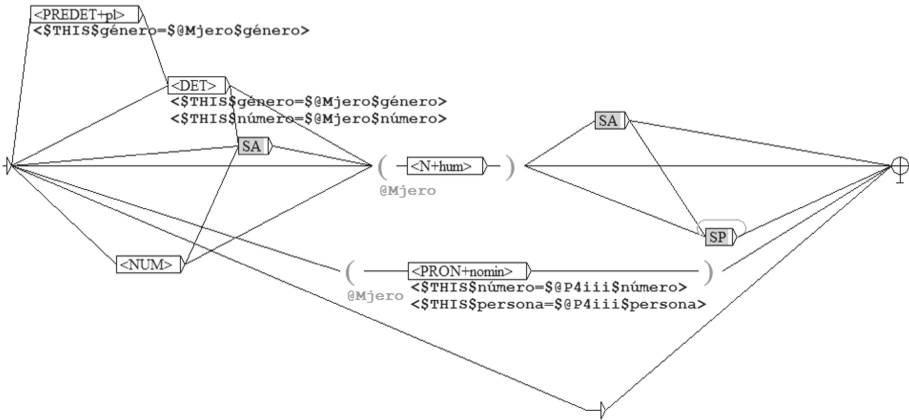 <PREDET+pl>
<$THIS$género=$@Mjero$género>
<DET>
<$THIS$género=$@Mjero$género>
<$THIS$número=$@Mjero$número>
SA
SA
( <N+hum> )
@Mjero
SP
<NUM>
( <PRON+nomin> )
@Mjero
<$THIS$número=$@P4iii$número>
<$THIS$persona=$@P4iii$persona>